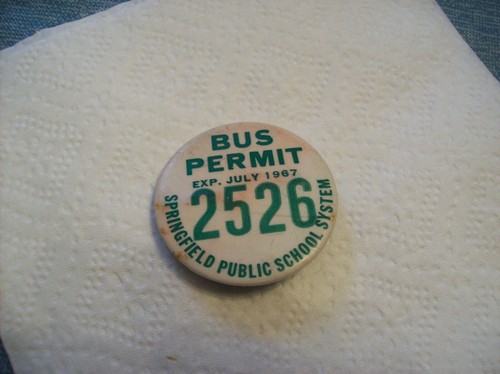 BUS
PERMIT
EXP. JULY 1967
2526
SPRINGFIELD PUBLIC SCHOOL SYSTEM